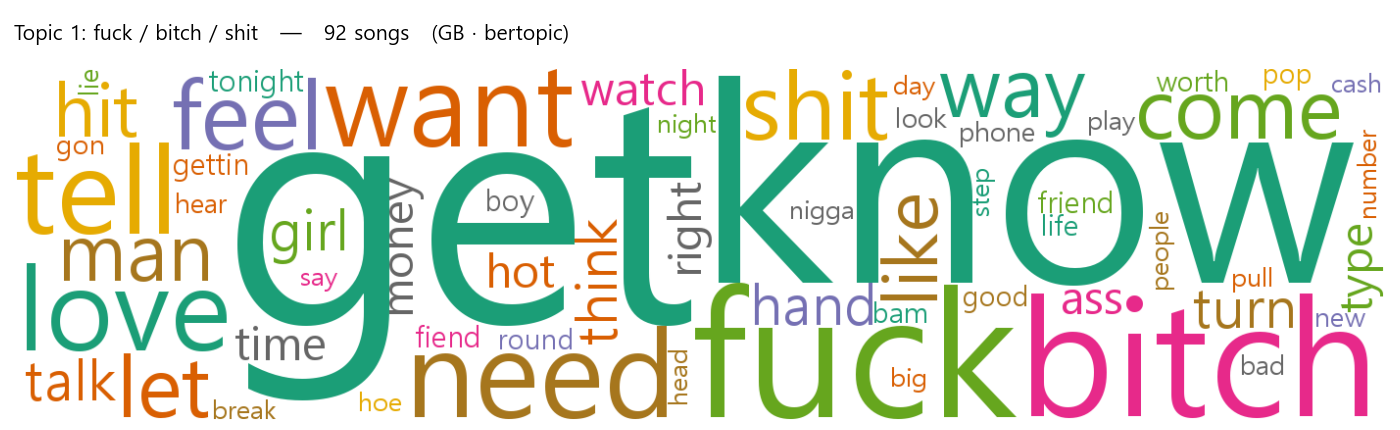 Topic 1: fuck / bitch / shit — 92 songs (GB · bertopic)
lie
hit
tonight
feel
want
watch
night
shit
day
look
way
phone
play
worth
pop
cash
come
gon
tell
gettin
hear
get
know
girl
say
money
boy
hot
think
right
nigga
like
step
friend
life
people
number
type
man
love
time
talk
let
break
hoe
fiend
round
need
head
fuck
hand
bam
good
big
ass
bitch
pull
turn
new
bad